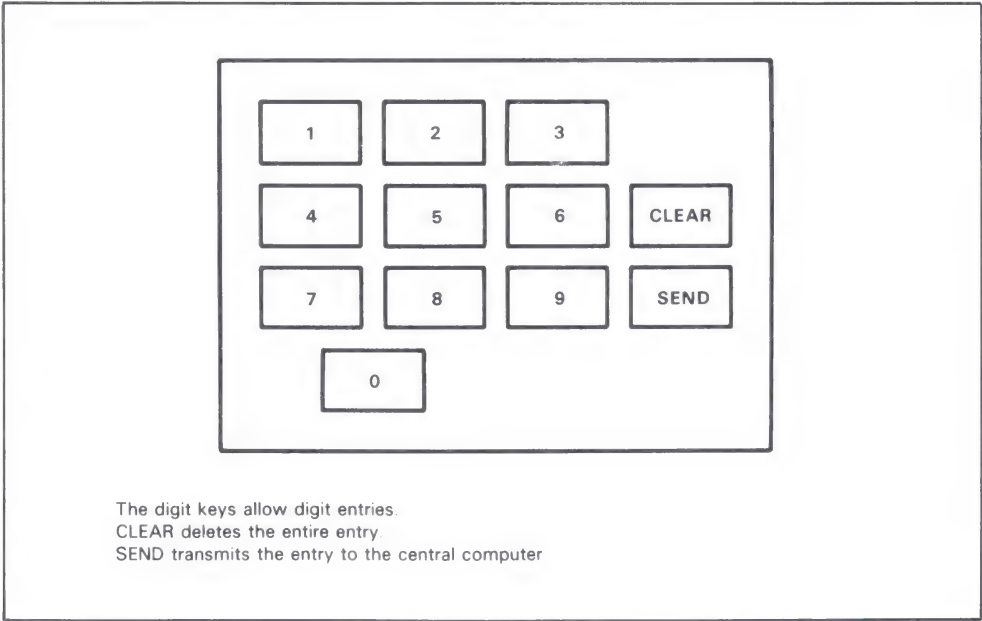 1 2 3
4 5 6 CLEAR
7 8 9 SEND
0
The digit keys allow digit entries.
CLEAR deletes the entire entry.
SEND transmits the entry to the central computer